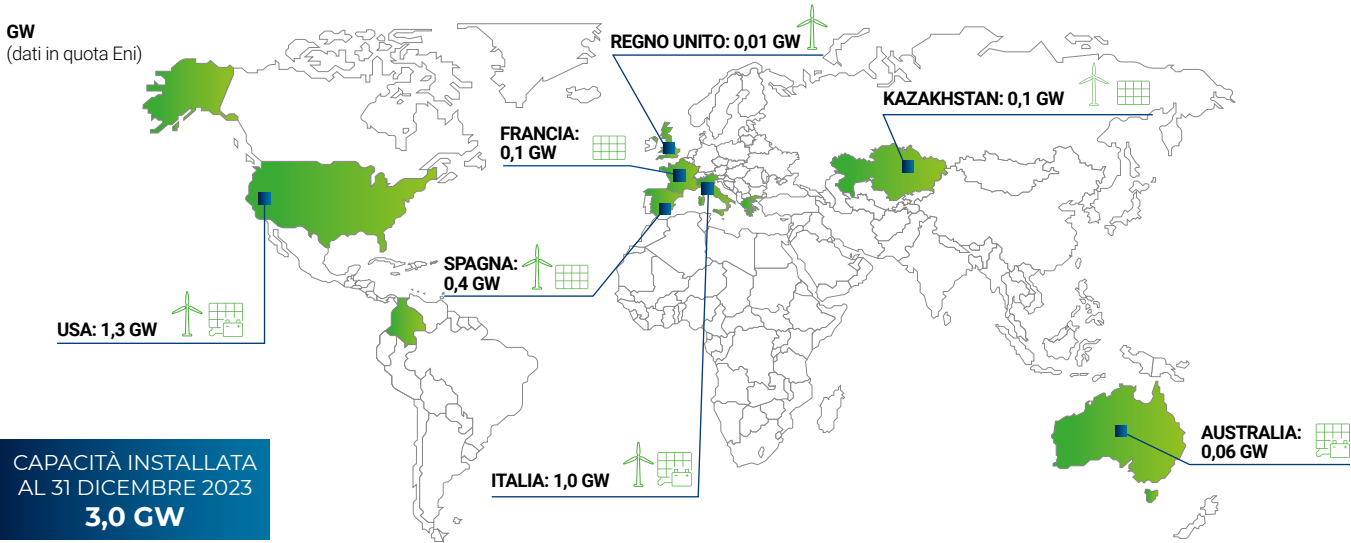 GW
(dati in quota Eni)
REGNO UNITO: 0,01 GW
KAZAKHSTAN: 0,1 GW
FRANCIA:
0,1 GW
SPAGNA:
0,4 GW
USA: 1,3 GW
ITALIA: 1,0 GW
AUSTRALIA:
0,06 GW
CAPACITÀ INSTALLATA
AL 31 DICEMBRE 2023
3,0 GW